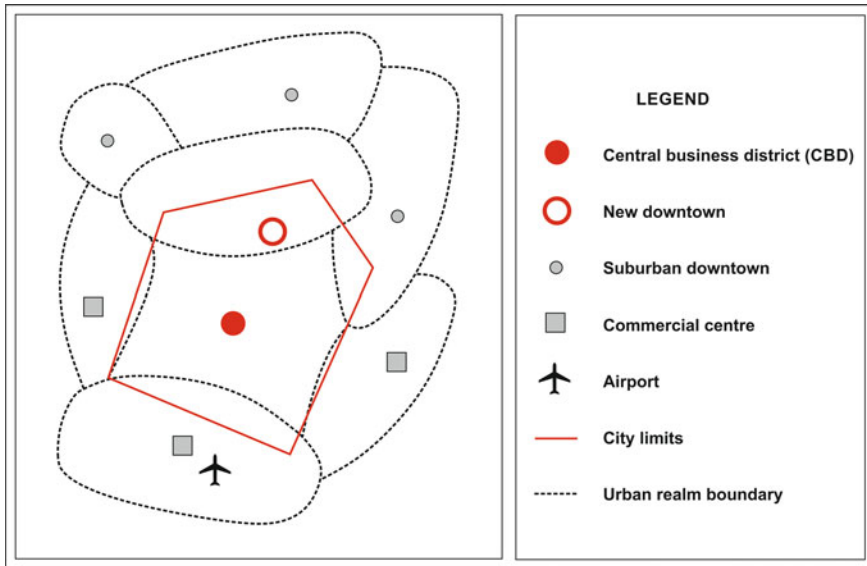 LEGEND
Central business district (CBD)
New downtown
Suburban downtown
Commercial centre
Airport
City limits
Urban realm boundary